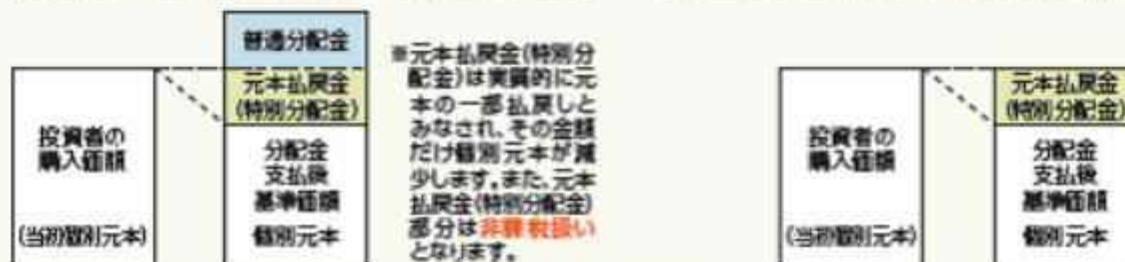 普通分配金
元本払戻金
(特別分配金)
投資者の
購入価額
(当初個別元本)
分配金
支払後
基準価額
個別元本
※元本払戻金(特別分
配金)は実質的に元
本の一部払戻しと
みなされ、その金額
だけ個別元本が減
少します。また、元本
払戻金(特別分配金)
部分は非課税扱い
となります。
元本払戻金
(特別分配金)
投資者の
購入価額
(当初個別元本)
分配金
支払後
基準価額
個別元本